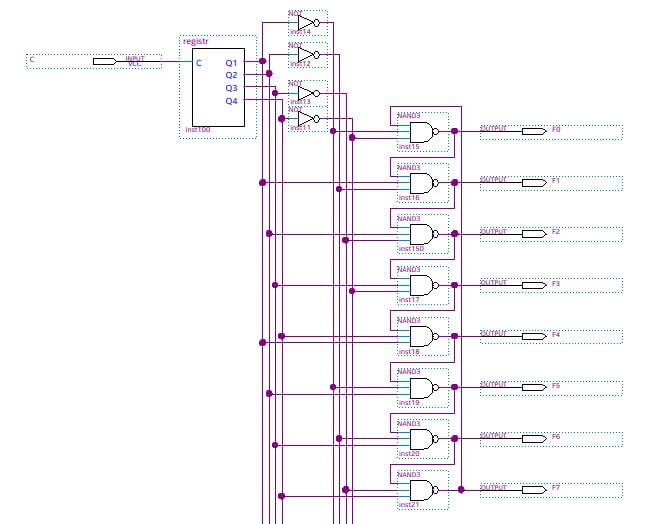 NOT
inst14
registr
C
INPUT
VCC
C
Q1
Q2
Q3
Q4
inst100
NOT
inst12
NOT
inst13
NOT
inst11
NAND3
inst15
OUTPUT
F0
NAND3
inst16
OUTPUT
F1
NAND3
inst150
OUTPUT
F2
NAND3
inst17
OUTPUT
F3
NAND3
inst18
OUTPUT
F4
NAND3
inst19
OUTPUT
F5
NAND3
inst20
OUTPUT
F6
NAND3
inst21
OUTPUT
F7